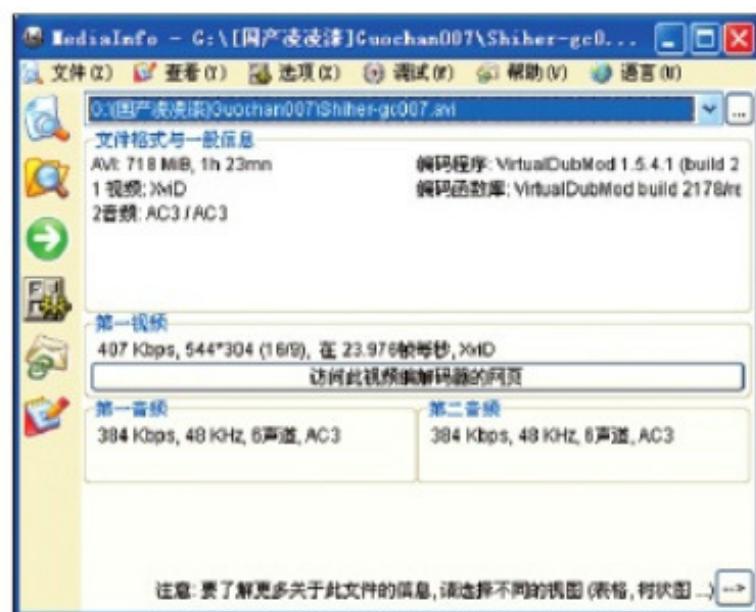 MediaInfo - G:\[国产凌凌漆]Guochan007\Shiher-gc0...
文件(Z) 查看(Y) 选项(X) 调试(W) 帮助(V) 语言(U)
G:\[国产凌凌漆]Guochan007\Shiher-gc007.avi
...
文件格式与一般信息
AVI: 718 MiB, 1h 23mn
编码程序: VirtualDubMod 1.5.4.1 (build 2
1 视频: XviD
编码函数库: VirtualDubMod build 2178/re
2音频: AC3 / AC3
第一视频
407 Kbps, 544*304 (16/9), 在 23.976帧每秒, XviD
访问此视频编解码器的网页
第一音频
384 Kbps, 48 KHz, 6声道, AC3
第二音频
384 Kbps, 48 KHz, 6声道, AC3
注意: 要了解更多关于此文件的信息, 请选择不同的视图 (表格, 树状图 ...)
-->